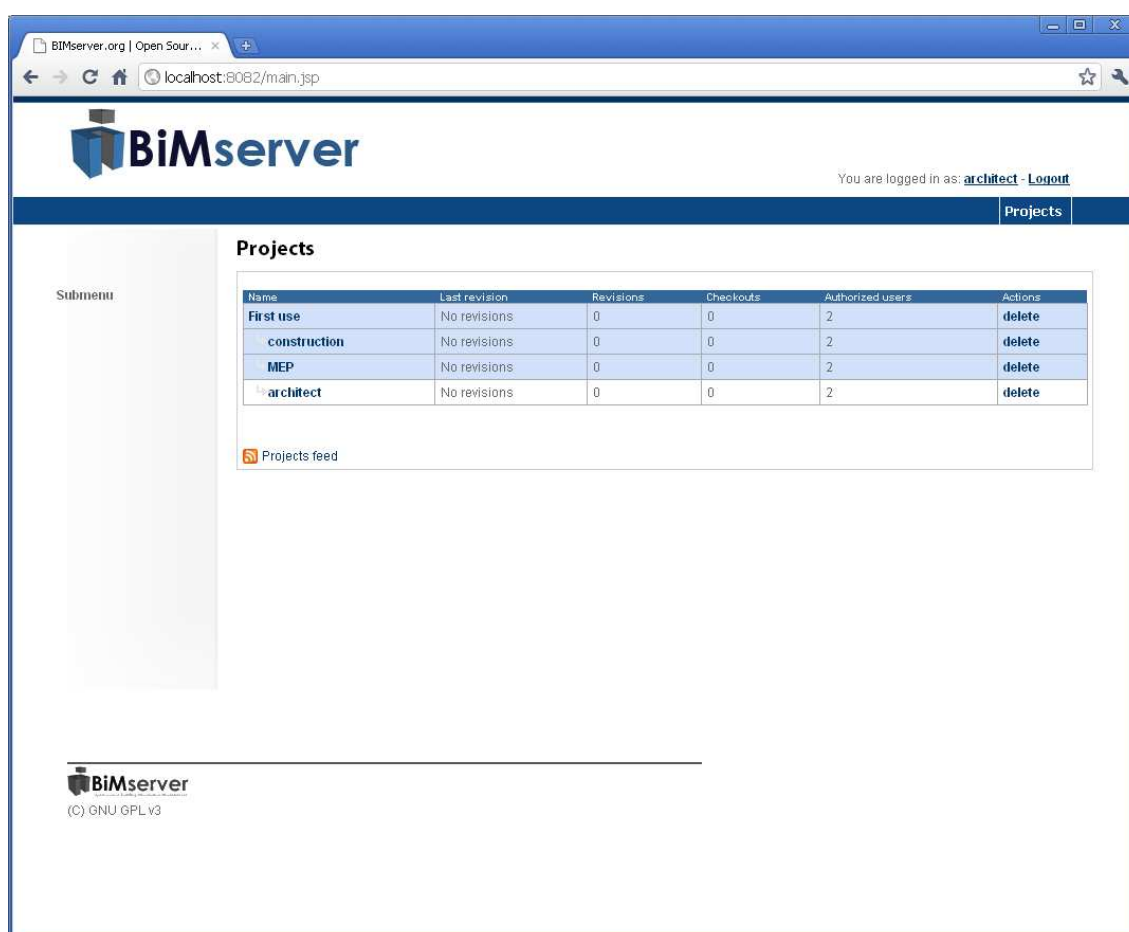 BIMserver.org | Open Sour...
localhost:8082/main.jsp
BiMserver
You are logged in as: architect - Logout
Projects
Projects
Submenu
Name Last revision Revisions Checkouts Authorized users Actions
First use No revisions 0 0 2 delete
construction No revisions 0 0 2 delete
MEP No revisions 0 0 2 delete
architect No revisions 0 0 2 delete
Projects feed
BiMserver
(C) GNU GPL v3